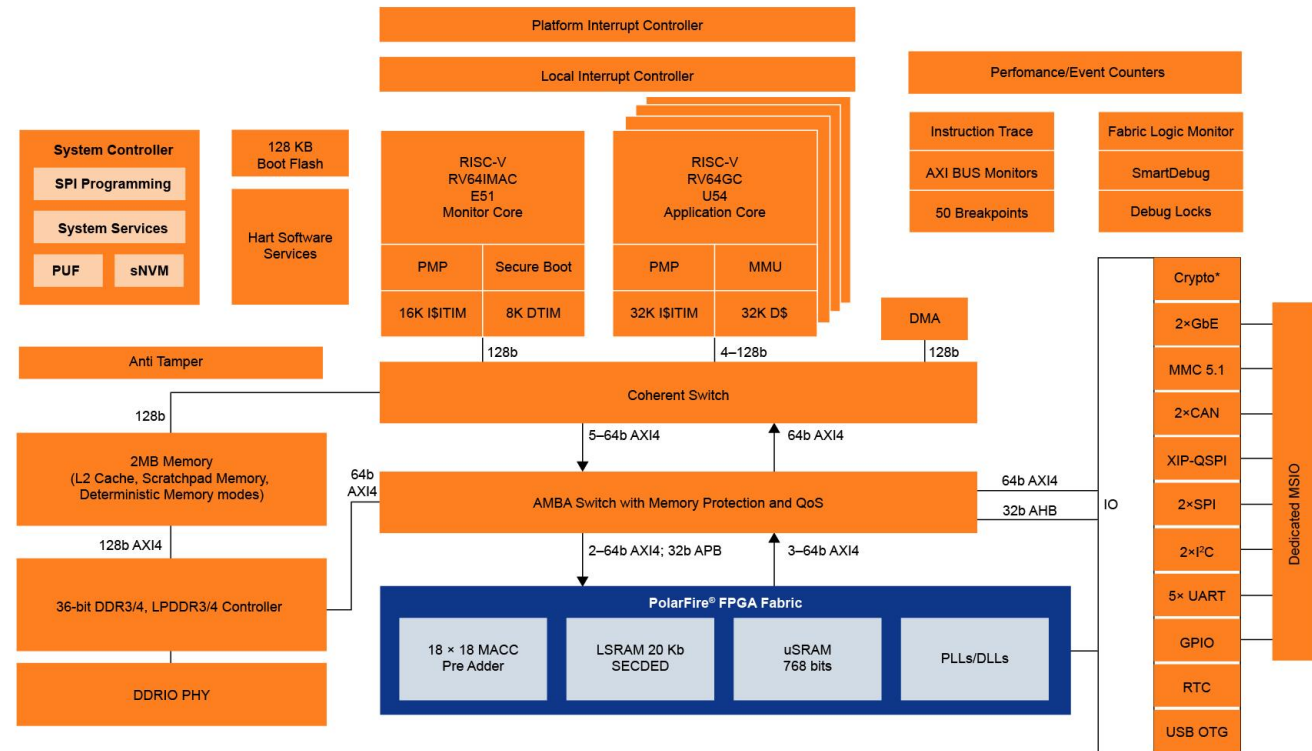 Platform Interrupt Controller
Local Interrupt Controller
Perfomance/Event Counters
System Controller
SPI Programming
System Services
PUF
sNVM
128 KB
Boot Flash
Hart Software
Services
RISC-V
RV64IMAC
E51
Monitor Core
PMP
Secure Boot
16K I$ITIM
8K DTIM
RISC-V
RV64GC
U54
Application Core
PMP
MMU
32K I$ITIM
32K D$
Instruction Trace
AXI BUS Monitors
50 Breakpoints
Fabric Logic Monitor
SmartDebug
Debug Locks
DMA
Anti Tamper
128b
4–128b
128b
Coherent Switch
128b
5–64b AXI4
64b AXI4
2MB Memory
(L2 Cache, Scratchpad Memory,
Deterministic Memory modes)
64b
AXI4
AMBA Switch with Memory Protection and QoS
64b AXI4
32b AHB
IO
128b AXI4
2–64b AXI4; 32b APB
3–64b AXI4
36-bit DDR3/4, LPDDR3/4 Controller
DDRIO PHY
PolarFire® FPGA Fabric
18 × 18 MACC
Pre Adder
LSRAM 20 Kb
SECDED
uSRAM
768 bits
PLLs/DLLs
Crypto*
2×GbE
MMC 5.1
2×CAN
XIP-QSPI
2×SPI
2×I²C
5× UART
GPIO
RTC
USB OTG
Dedicated MSIO